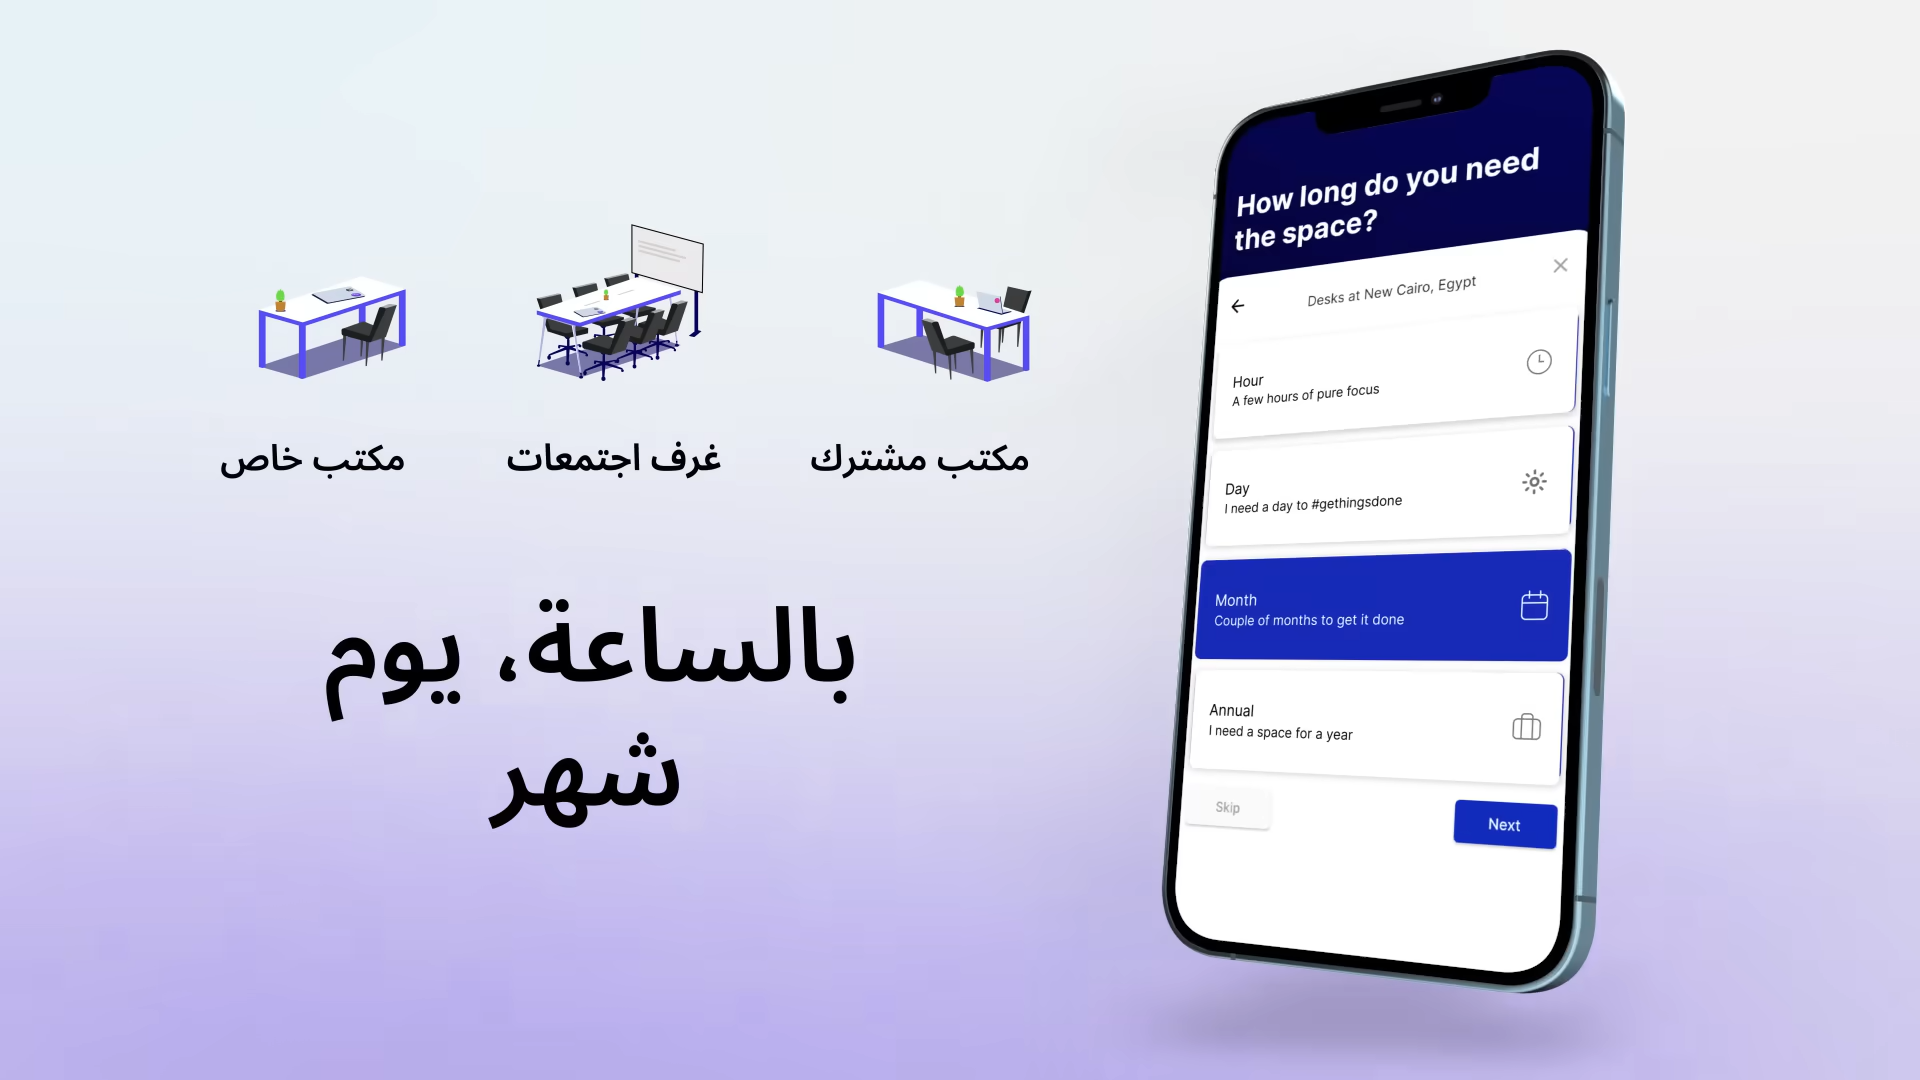 مكتب مشترك
غرف اجتمعات
مكتب خاص
بالساعة، يوم
شهر
How long do you need
the space?
Desks at New Cairo, Egypt
Hour
A few hours of pure focus
Day
I need a day to #gethingsdone
Month
Couple of months to get it done
Annual
I need a space for a year
Skip
Next